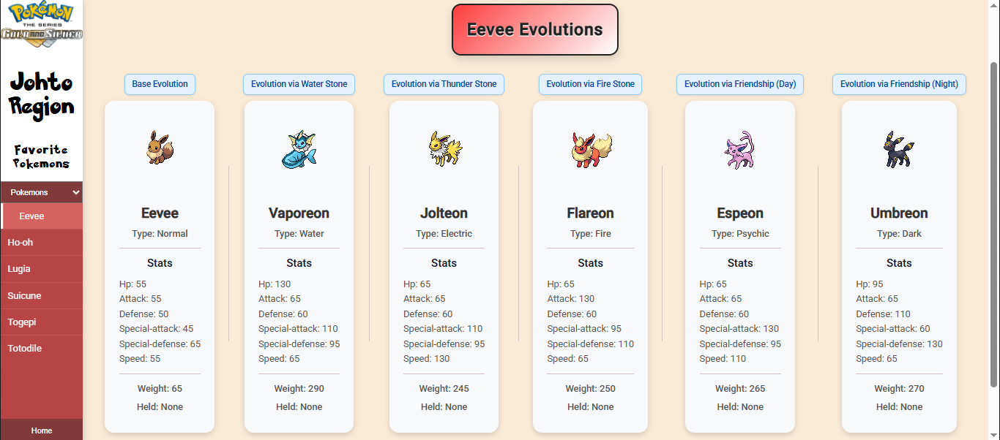 Pokémon
THE SERIES
GOLD AND SILVER
Johto
Region
Favorite
Pokemons
Pokemons
Eevee
Ho-oh
Lugia
Suicune
Togepi
Totodile
Home
Eevee Evolutions
Base Evolution
Eevee
Type: Normal
Stats
Hp: 55
Attack: 55
Defense: 50
Special-attack: 45
Special-defense: 65
Speed: 55
Weight: 65
Held: None
Evolution via Water Stone
Vaporeon
Type: Water
Stats
Hp: 130
Attack: 65
Defense: 60
Special-attack: 110
Special-defense: 95
Speed: 65
Weight: 290
Held: None
Evolution via Thunder Stone
Jolteon
Type: Electric
Stats
Hp: 65
Attack: 65
Defense: 60
Special-attack: 110
Special-defense: 95
Speed: 130
Weight: 245
Held: None
Evolution via Fire Stone
Flareon
Type: Fire
Stats
Hp: 65
Attack: 130
Defense: 60
Special-attack: 95
Special-defense: 110
Speed: 65
Weight: 250
Held: None
Evolution via Friendship (Day)
Espeon
Type: Psychic
Stats
Hp: 65
Attack: 65
Defense: 60
Special-attack: 130
Special-defense: 95
Speed: 110
Weight: 265
Held: None
Evolution via Friendship (Night)
Umbreon
Type: Dark
Stats
Hp: 95
Attack: 65
Defense: 110
Special-attack: 60
Special-defense: 130
Speed: 65
Weight: 270
Held: None